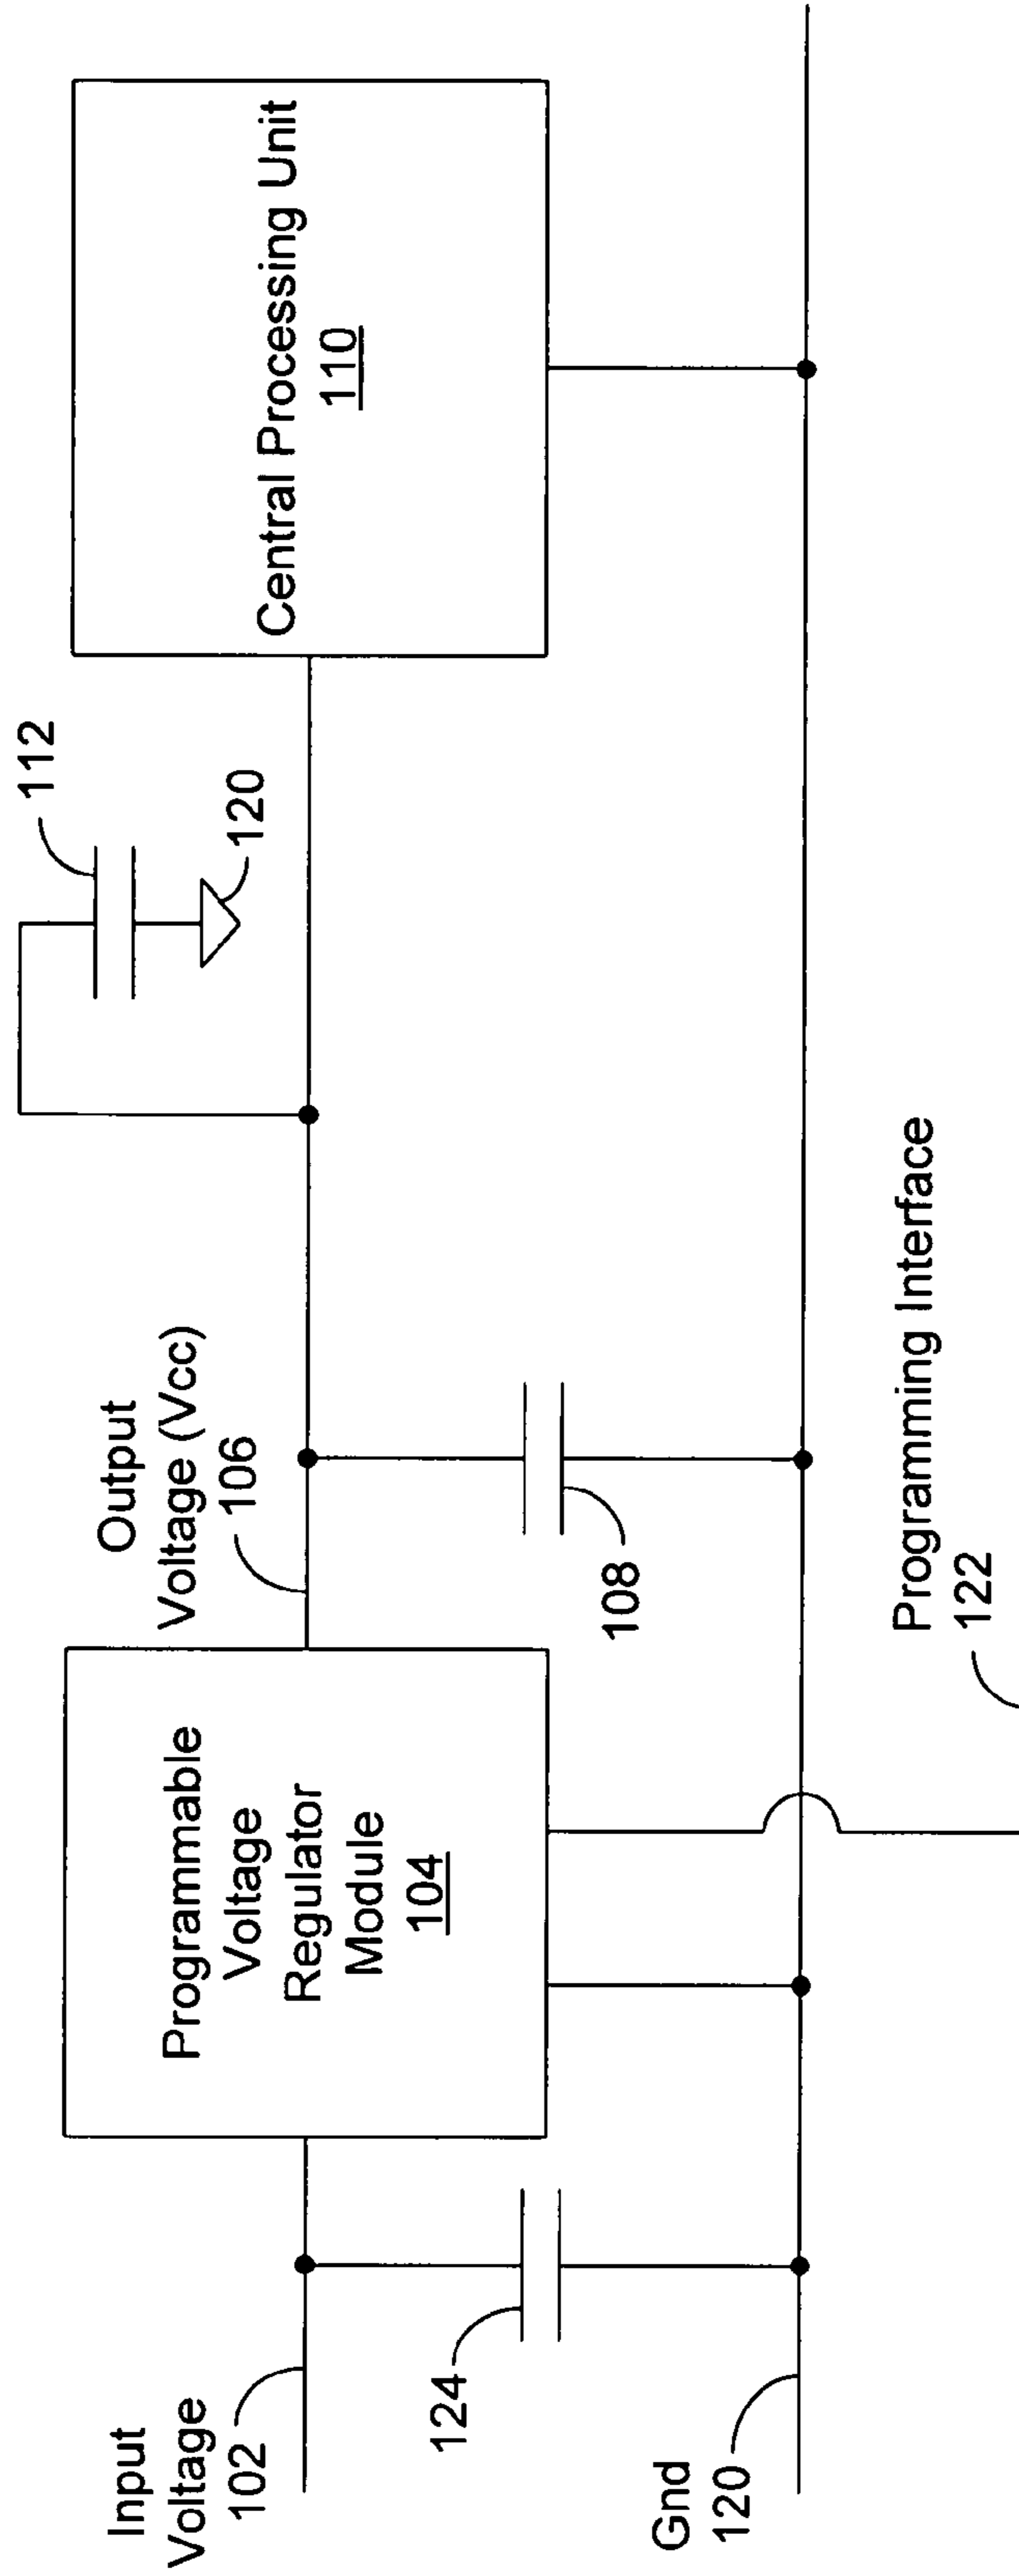 Input
Voltage
102
124
Gnd
120
Programmable
Voltage
Regulator
Module
104
Output
Voltage (Vcc)
106
108
Programming Interface
122
112
120
Central Processing Unit
110